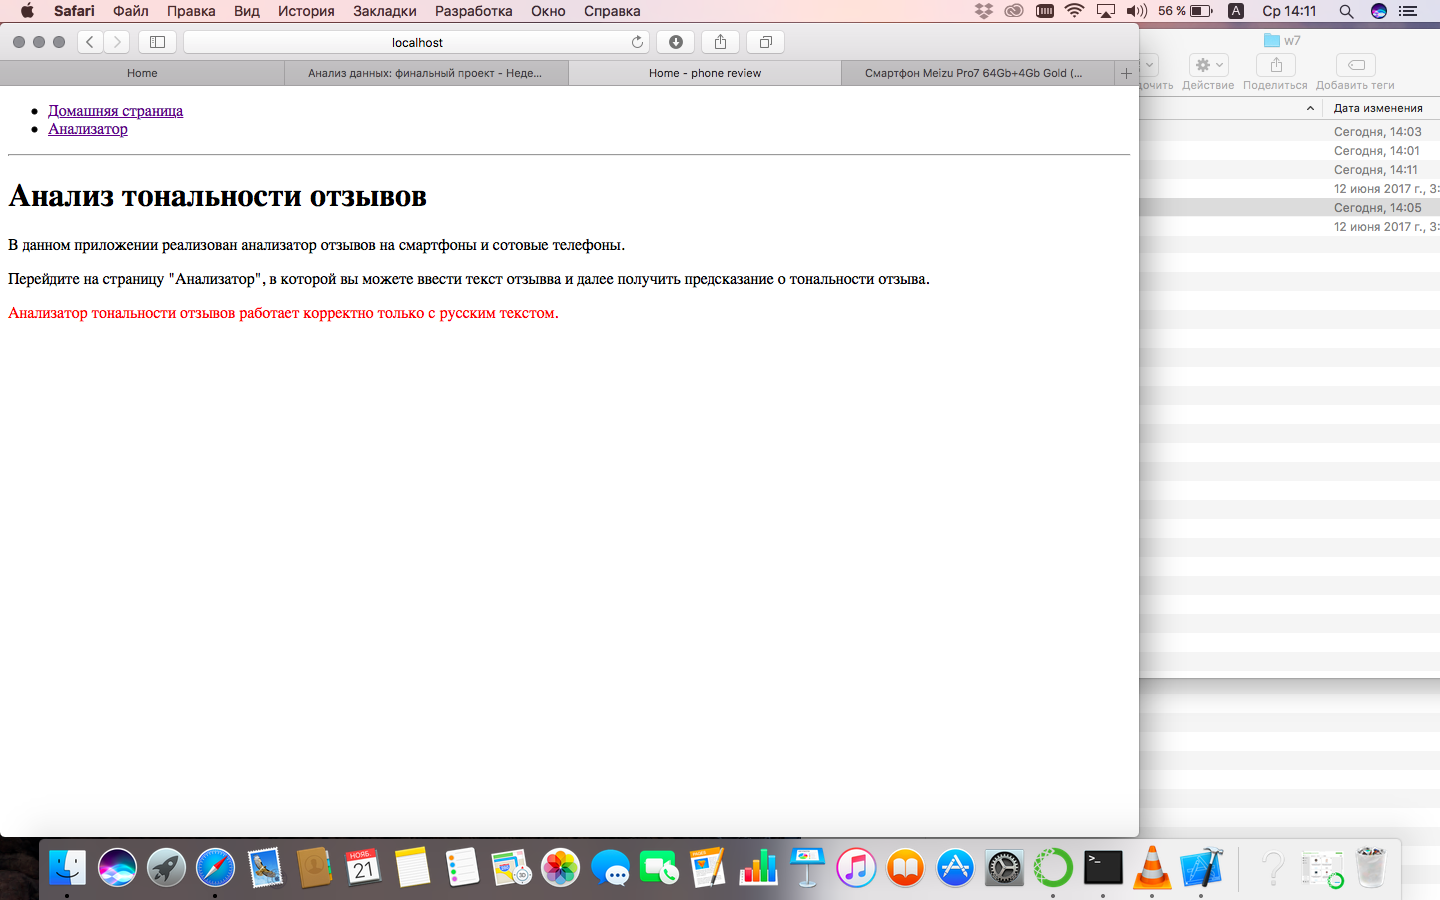 Safari Файл Правка Вид История Закладки Разработка Окно Справка 56 % A Ср 14:11
localhost
Home Анализ данных: финальный проект - Неде... Home - phone review Смартфон Meizu Pro7 64Gb+4Gb Gold (...
w7
дочить Действие Поделиться Добавить теги
Дата изменения
Сегодня, 14:03
Сегодня, 14:01
Сегодня, 14:11
12 июня 2017 г., 3:
Сегодня, 14:05
12 июня 2017 г., 3:
Домашняя страница
Анализатор
Анализ тональности отзывов
В данном приложении реализован анализатор отзывов на смартфоны и сотовые телефоны.
Перейдите на страницу "Анализатор", в которой вы можете ввести текст отзывва и далее получить предсказание о тональности отзыва.
Анализатор тональности отзывов работает корректно только с русским текстом.
НОЯБ.
21